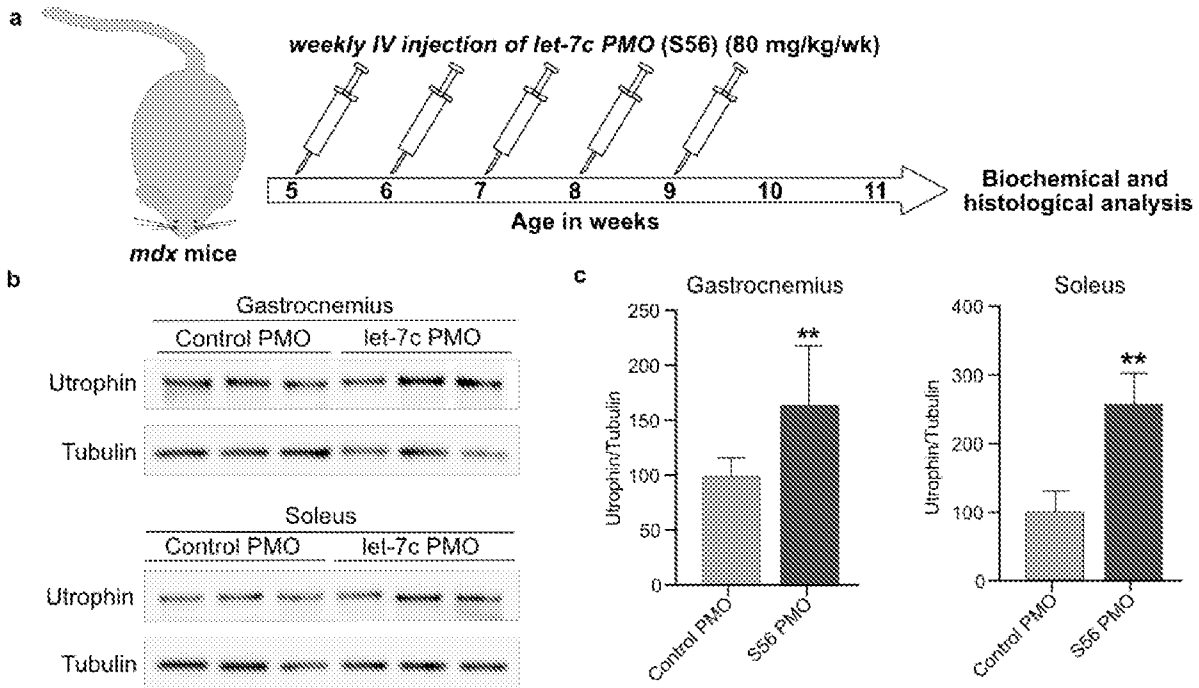 a
weekly IV injection of let-7c PMO (S56) (80 mg/kg/wk)
5 6 7 8 9 10 11
Age in weeks
Biochemical and
histological analysis
mdx mice
b
Gastrocnemius
Control PMO let-7c PMO
Utrophin
Tubulin
Soleus
Control PMO let-7c PMO
Utrophin
Tubulin
c
Gastrocnemius
Utrophin/Tubulin
250
200
150
100
50
0
**
Control PMO
S56 PMO
Soleus
Utrophin/Tubulin
400
300
200
100
0
**
Control PMO
S56 PMO